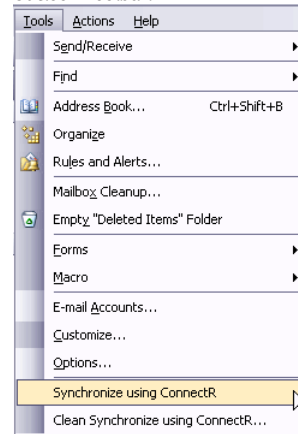 Tools Actions Help
Send/Receive
Find
Address Book... Ctrl+Shift+B
Organize
Rules and Alerts...
Mailbox Cleanup...
Empty "Deleted Items" Folder
Forms
Macro
E-mail Accounts...
Customize...
Options...
Synchronize using ConnectR
Clean Synchronize using ConnectR...